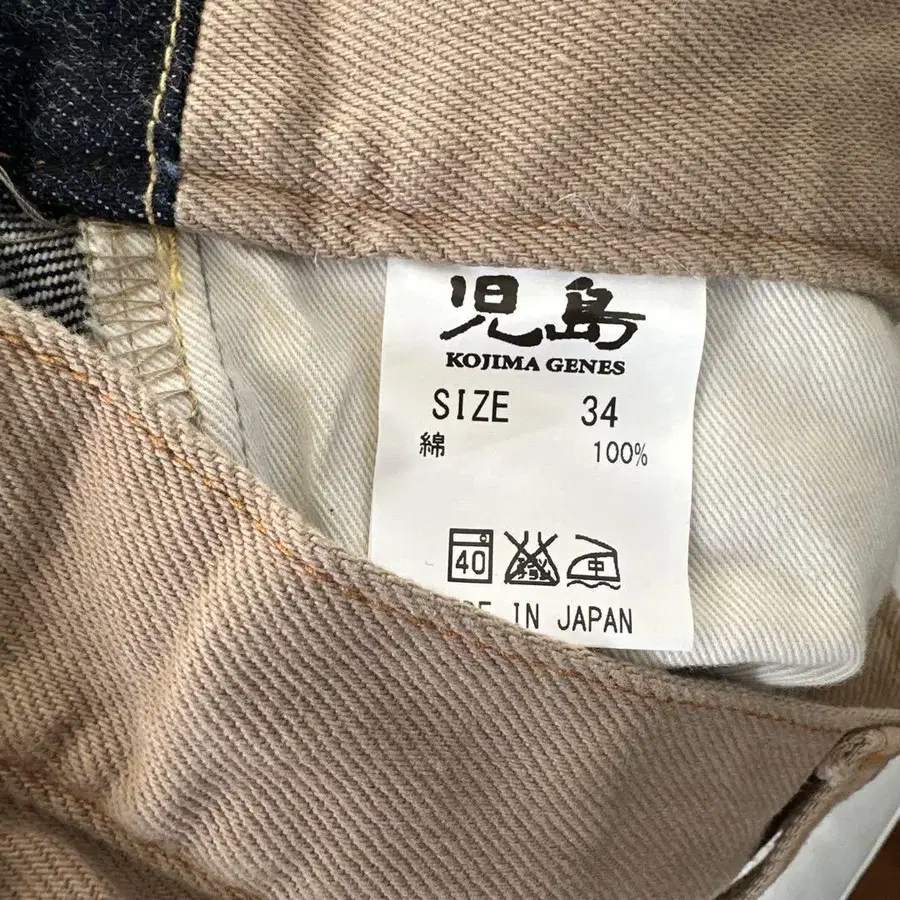 児島
KOJIMA GENES
SIZE 34
綿 100%
40 中
IN JAPAN